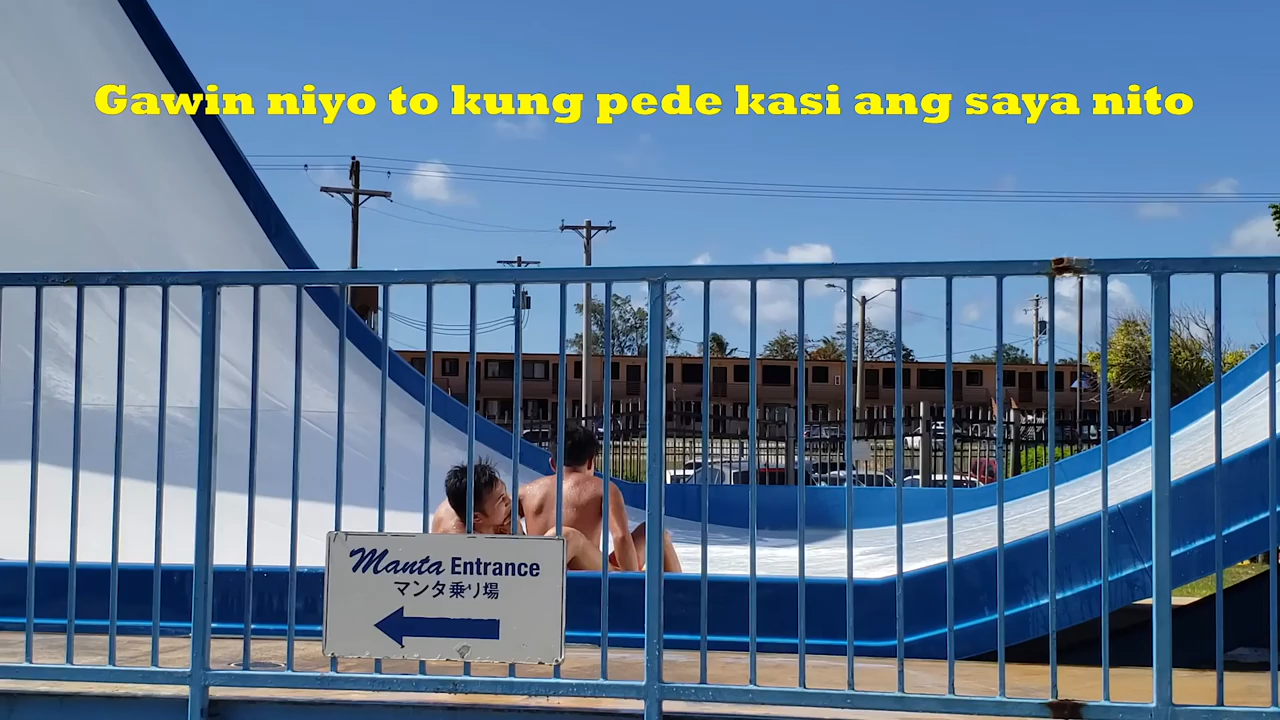 Gawin niyo to kung pede kasi ang saya nito
Manta Entrance
マンタ乗り場